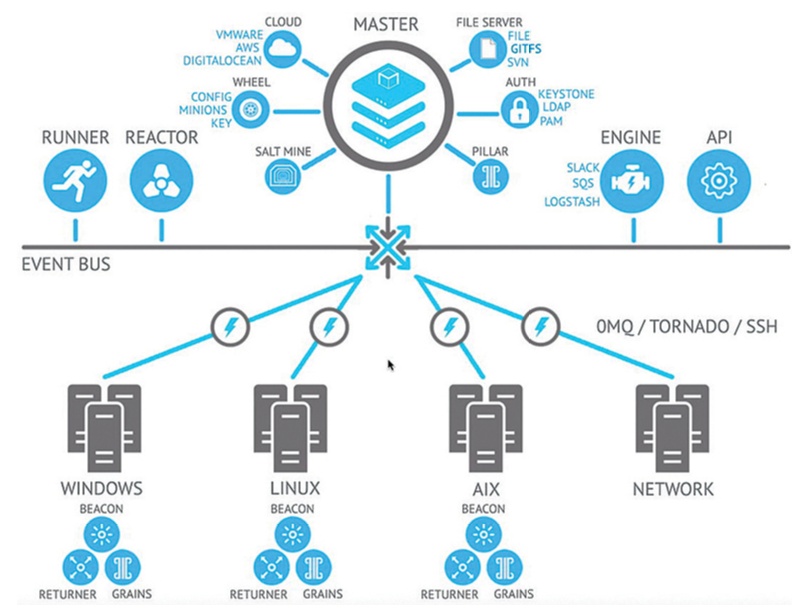 MASTER
CLOUD
VMWARE
AWS
DIGITALOCEAN
FILE SERVER
FILE
GITFS
SVN
WHEEL
CONFIG
MINIONS
KEY
AUTH
KEYSTONE
LDAP
PAM
SALT MINE
PILLAR
RUNNER
REACTOR
ENGINE
SLACK
SQS
LOGSTASH
API
EVENT BUS
0MQ / TORNADO / SSH
WINDOWS
LINUX
AIX
NETWORK
BEACON
BEACON
BEACON
RETURNER
GRAINS
RETURNER
GRAINS
RETURNER
GRAINS